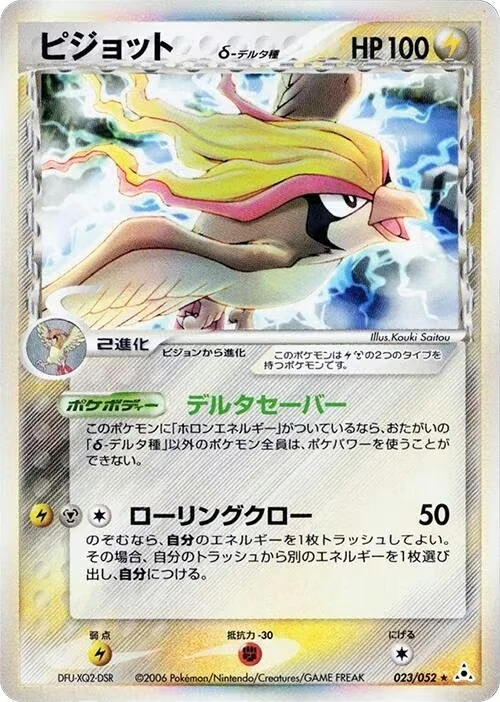 ピジョット δ-デルタ種 HP100
Illus.Kouki Saitou
2進化 ピジョンから進化
このポケモンはの2つのタイプを
持つポケモンです。
ポケボディー デルタセーバー
このポケモンに「ホロンエネルギー」がついているなら、おたがいの
「δ-デルタ種」以外のポケモン全員は、ポケパワーを使うことが
できない。
ローリングクロー 50
のぞむなら、自分のエネルギーを1枚トラッシュしてよい。
その場合、自分のトラッシュから別のエネルギーを1枚選び
出し、自分につける。
弱点 抵抗力 -30 にげる
DFU-XQ2-DSR ©2006 Pokémon/Nintendo/Creatures/GAME FREAK 023/052 ★